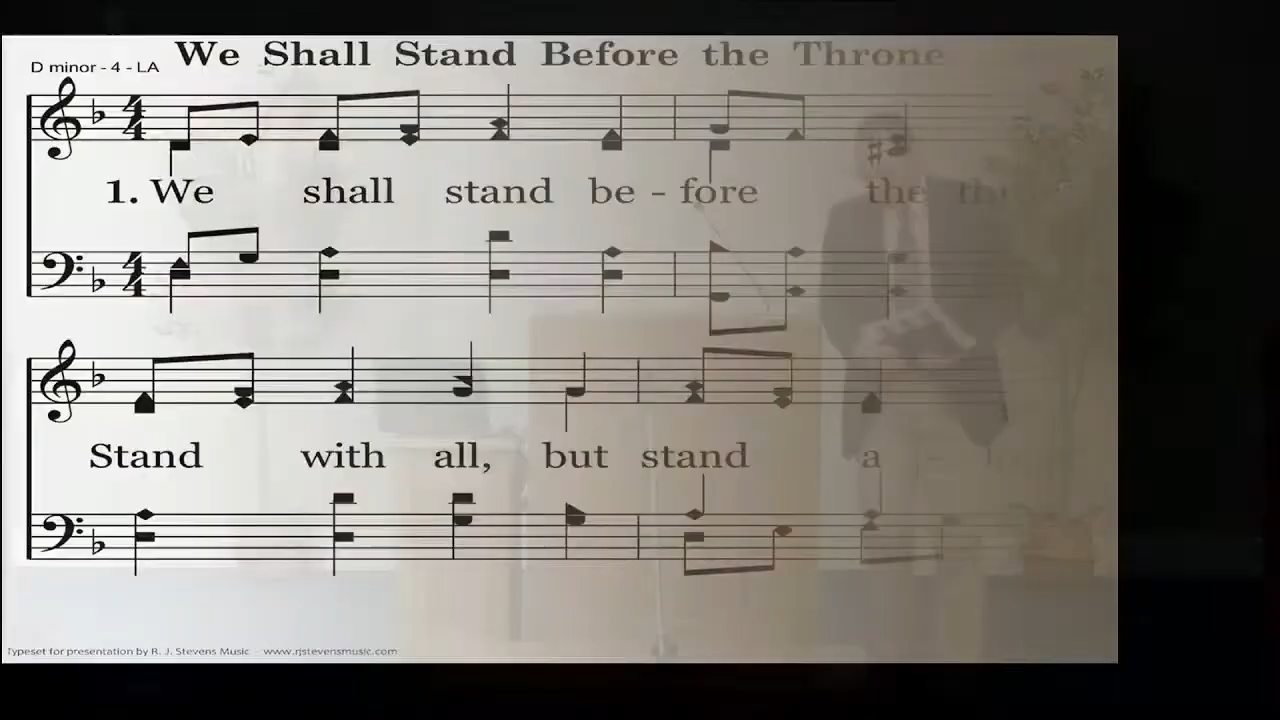 We Shall Stand Before the Throne
D minor - 4 - LA
1. We shall stand be - fore the
Stand with all, but stand a
Typeset for presentation by R. J. Stevens Music - www.rjstevensmusic.com